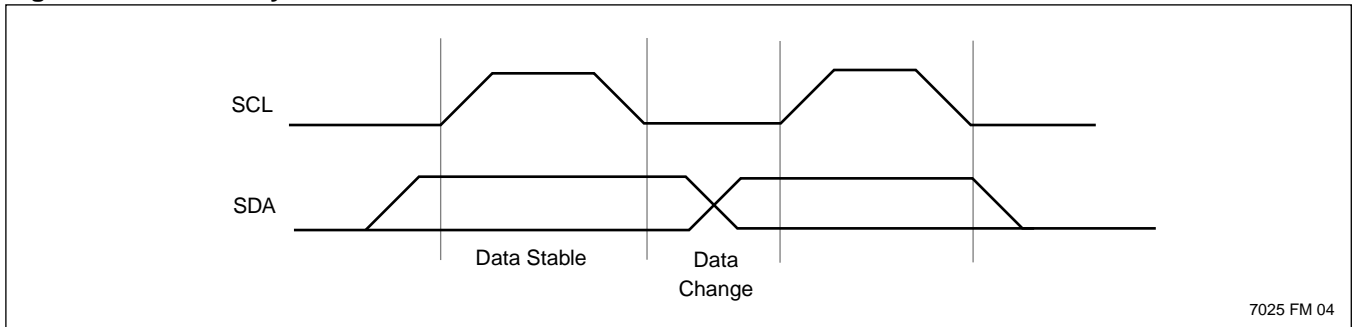 SCL
SDA
Data Stable
Data
Change
7025 FM 04